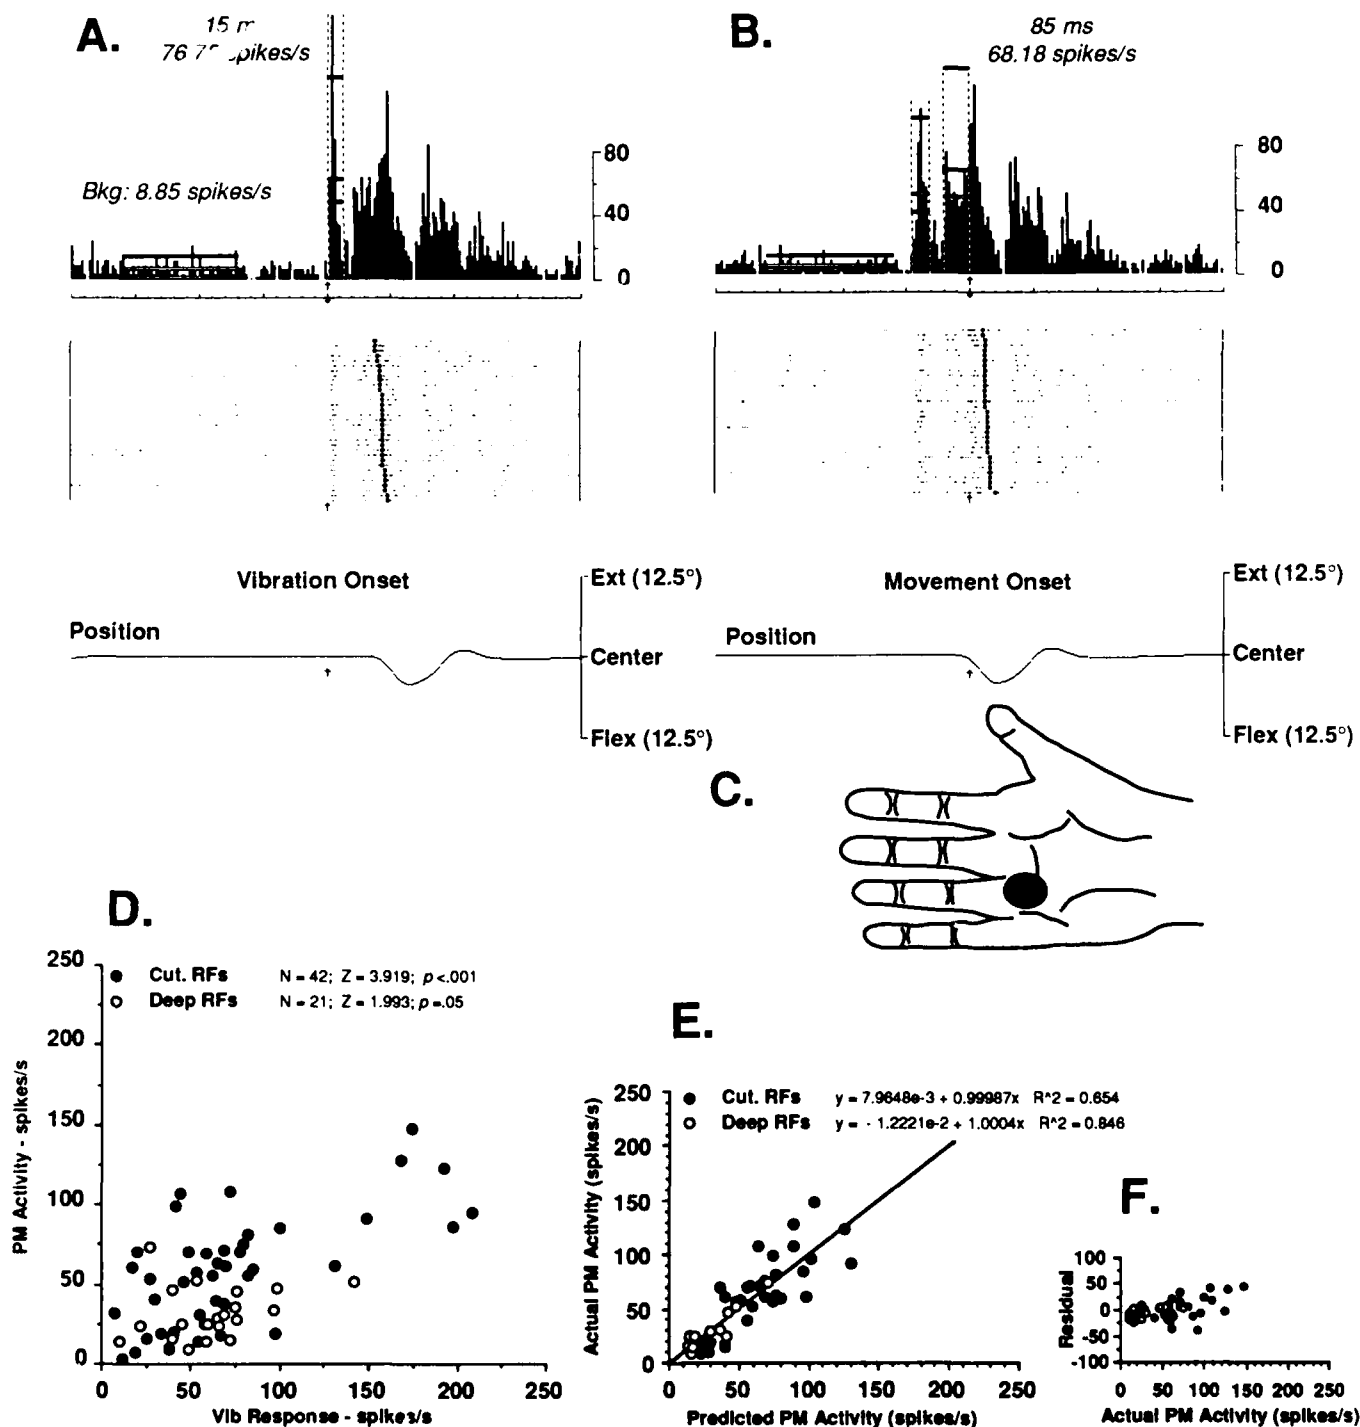 A.
15
76
spikes/s
Bkg: 8.85 spikes/s
80
40
0
B.
85 ms
68.18 spikes/s
80
40
0
Vibration Onset
Position
Ext (12.5°)
Center
Flex (12.5°)
Movement Onset
Position
Ext (12.5°)
Center
Flex (12.5°)
C.
D.
250
200
150
100
50
0
PM Activity - spikes/s
Cut. RFs N = 42; Z = 3.919; p <.001
Deep RFs N = 21; Z = 1.993; p =.05
0 50 100 150 200 250
Vib Response - spikes/s
E.
250
200
150
100
50
0
Actual PM Activity (spikes/s)
Cut. RFs y = 7.9648e-3 + 0.99987x R^2 = 0.654
Deep RFs y = - 1.2221e-2 + 1.0004x R^2 = 0.846
0 50 100 150 200 250
Predicted PM Activity (spikes/s)
F.
100
50
0
-50
-100
Residual
0 50 100 150 200 250
Actual PM Activity (spikes/s)